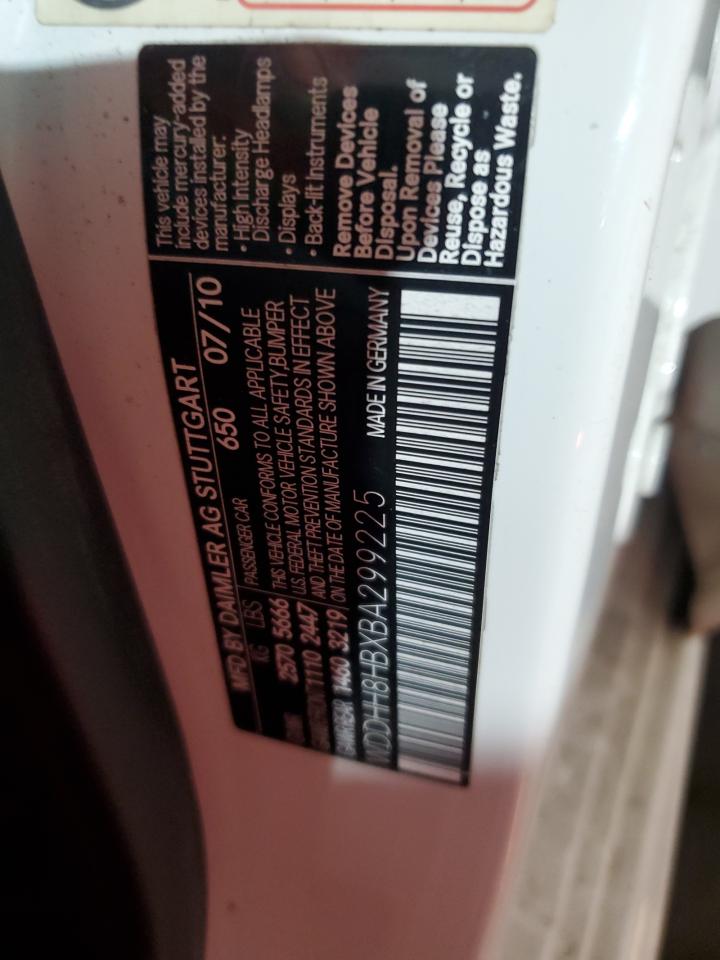 This vehicle may
include mercury-added
devices installed by the
manufacturer:
• High Intensity
Discharge Headlamps
• Displays
• Back-lit Instruments
Remove Devices
Before Vehicle
Disposal.
Upon Removal of
Devices Please
Reuse, Recycle or
Dispose as
Hazardous Waste.
MFD BY DAIMLER AG STUTTGART
KG LBS PASSENGER CAR 650 07/10
2570 5666 THIS VEHICLE CONFORMS TO ALL APPLICABLE
1110 2447 U.S. FEDERAL MOTOR VEHICLE SAFETY,BUMPER
AND THEFT PREVENTION STANDARDS IN EFFECT
1460 3219 ON THE DATE OF MANUFACTURE SHOWN ABOVE
WDDHH8HBXBA299225 MADE IN GERMANY